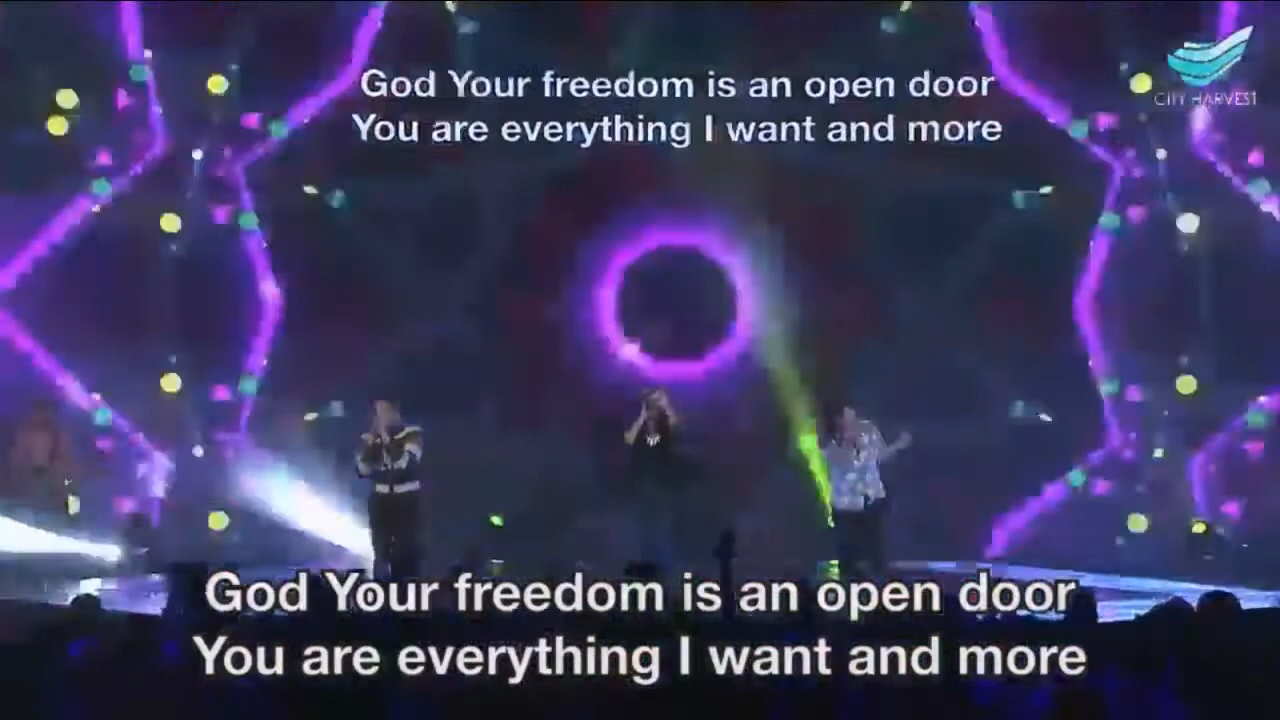 God Your freedom is an open door
You are everything I want and more
CITY HARVEST
God Your freedom is an open door
You are everything I want and more